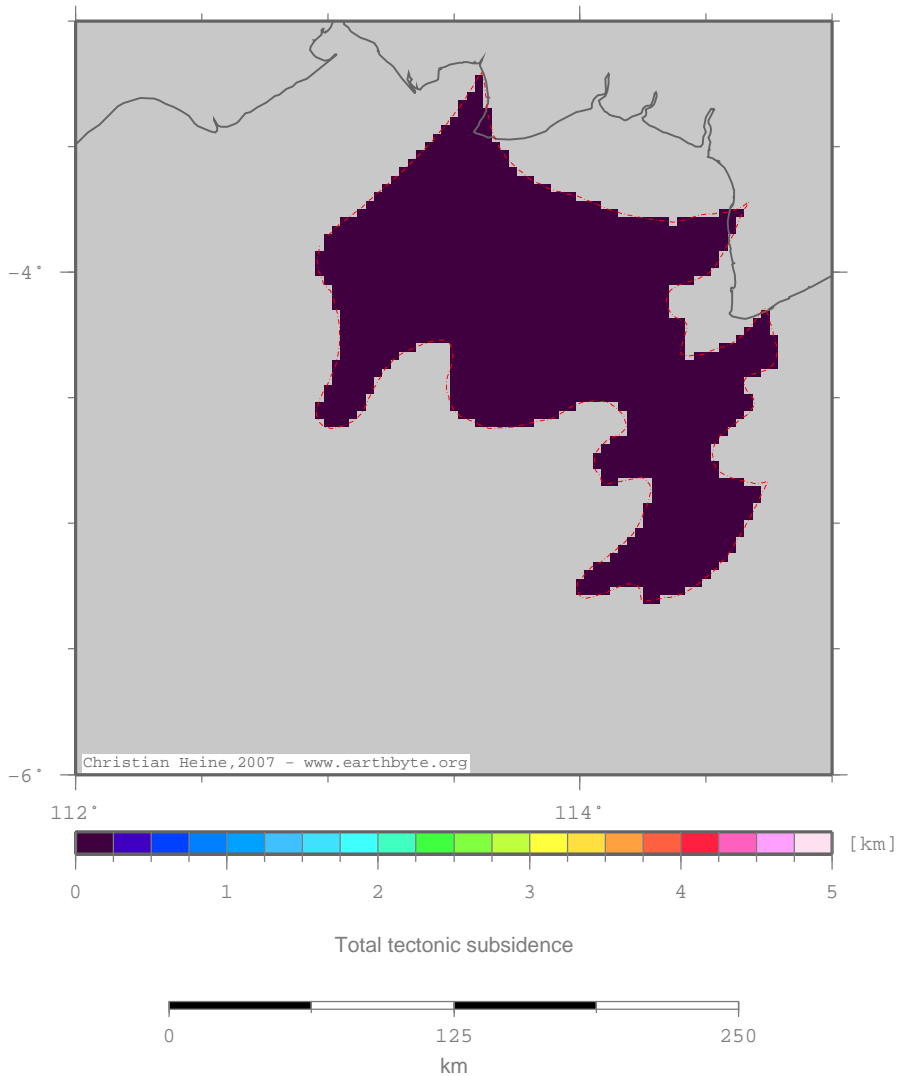 −4°
−6°
Christian Heine,2007 − www.earthbyte.org
112° 114°
[km]
0 1 2 3 4 5
Total tectonic subsidence
0 125 250
km